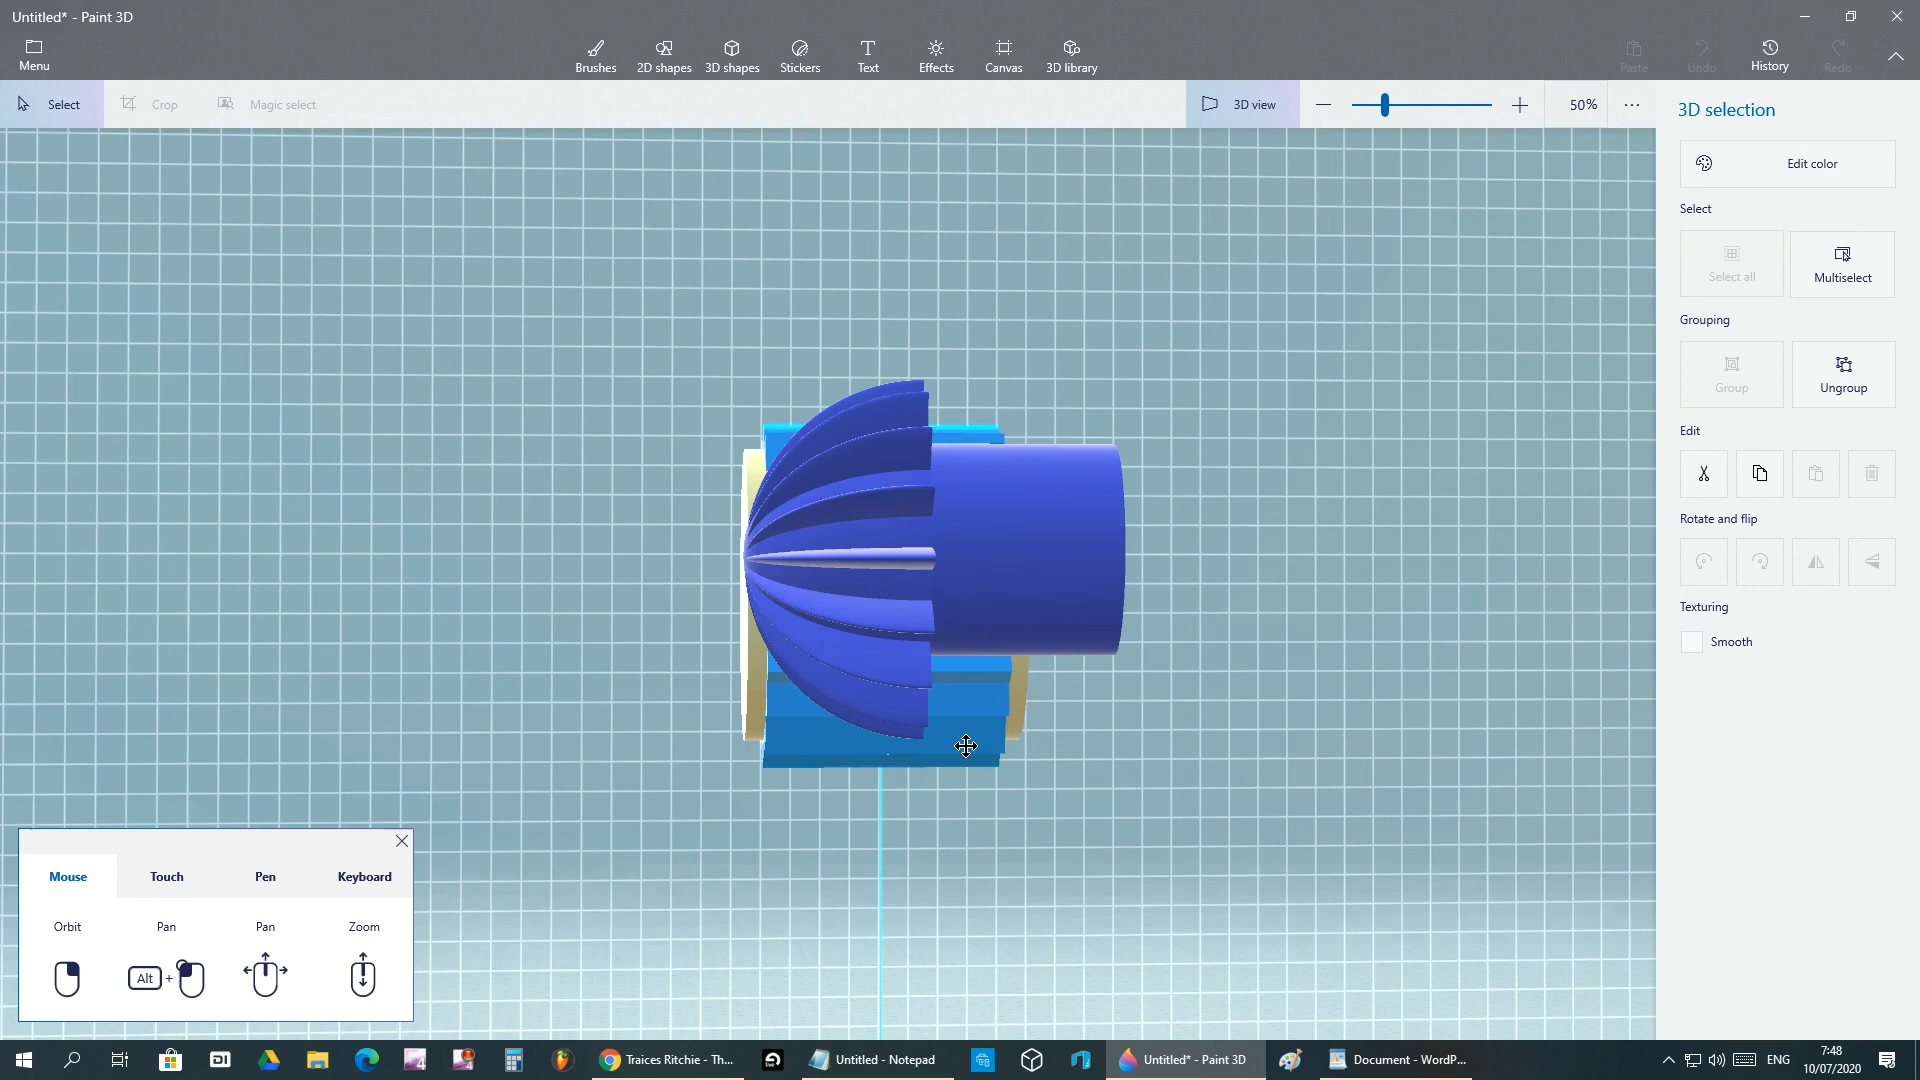 Untitled* - Paint 3D
Menu
Brushes
2D shapes
3D shapes
Stickers
Text
Effects
Canvas
3D library
Paste
Undo
History
Redo
Select
Crop
Magic select
3D view
50%
3D selection
Edit color
Select
Select all
Multiselect
Grouping
Group
Ungroup
Edit
Rotate and flip
Texturing
Smooth
Mouse
Touch
Pen
Keyboard
Orbit
Pan
Pan
Zoom
Alt +
DI
Traices Ritchie - Th...
Untitled - Notepad
Untitled* - Paint 3D
Document - WordP...
ENG
7:48
10/07/2020